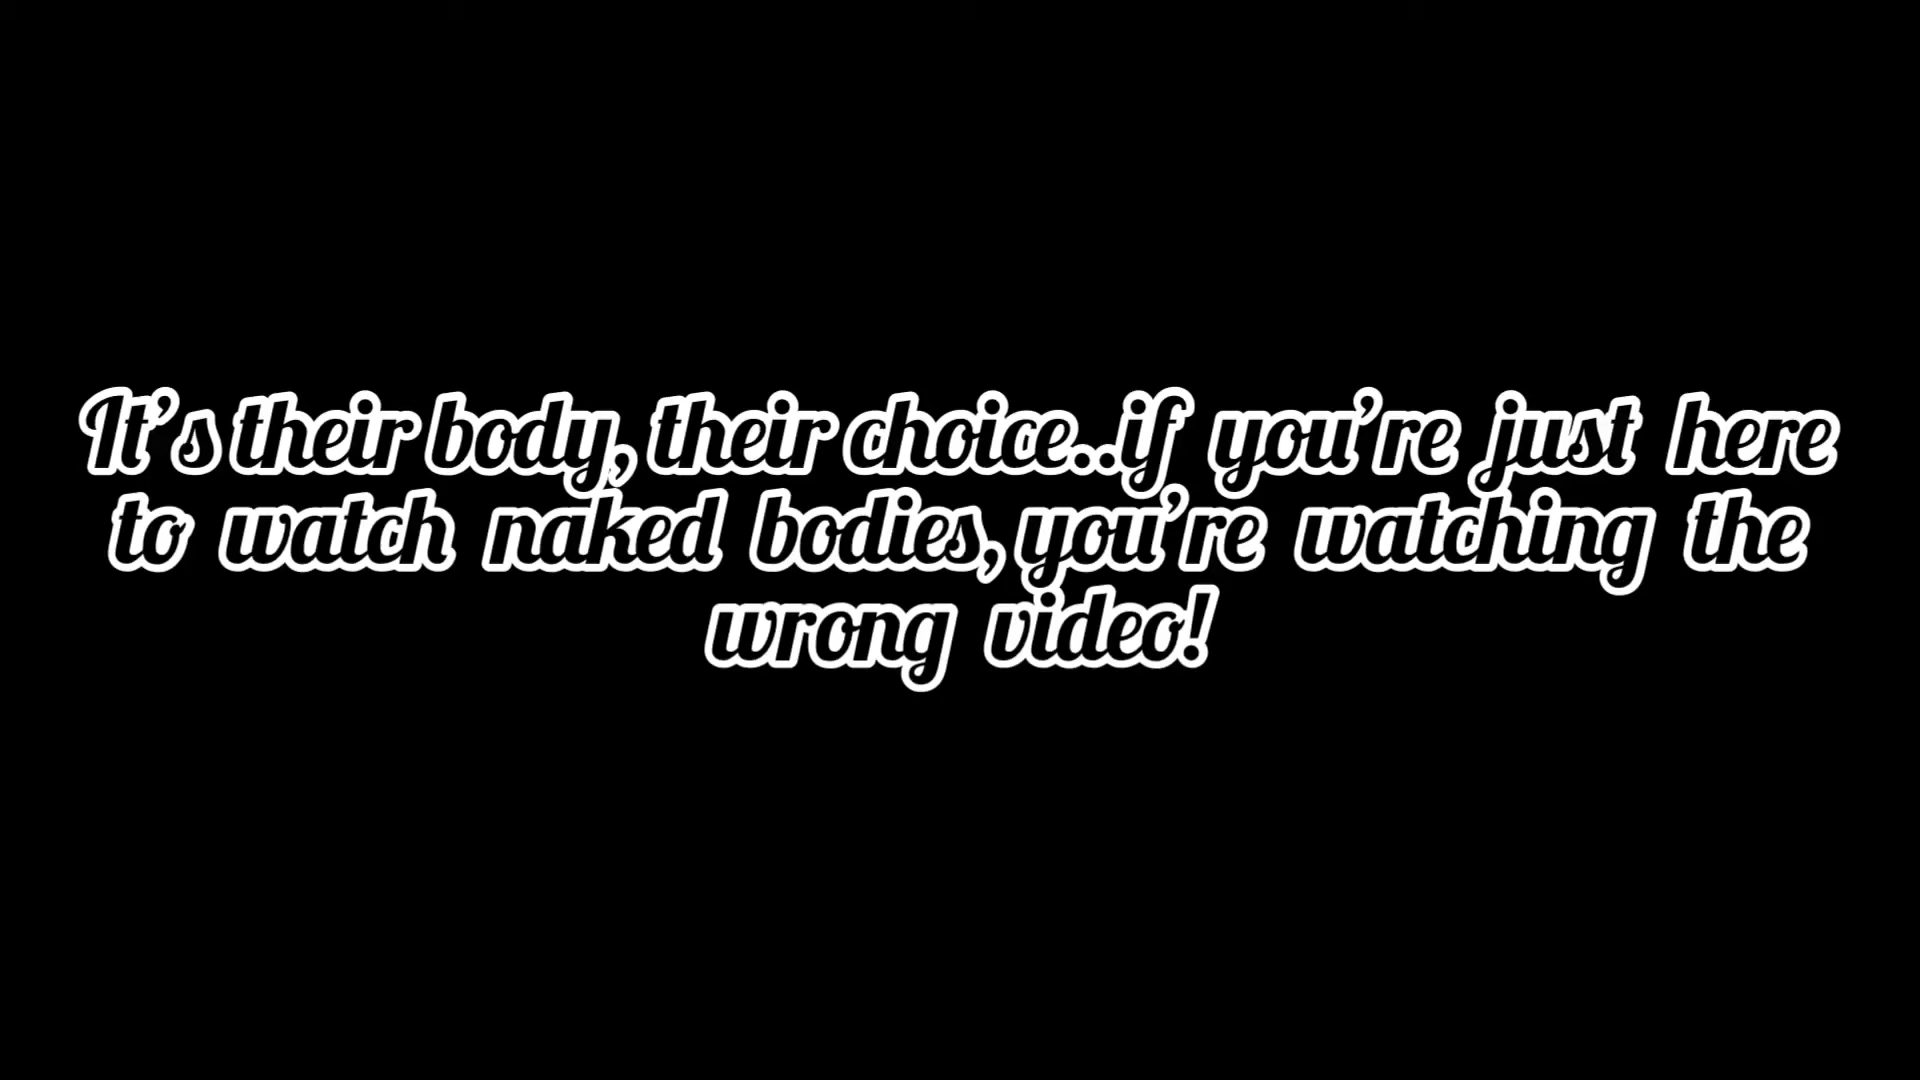 It's their body, their choice..if you're just here
to watch naked bodies, you're watching the
wrong video!